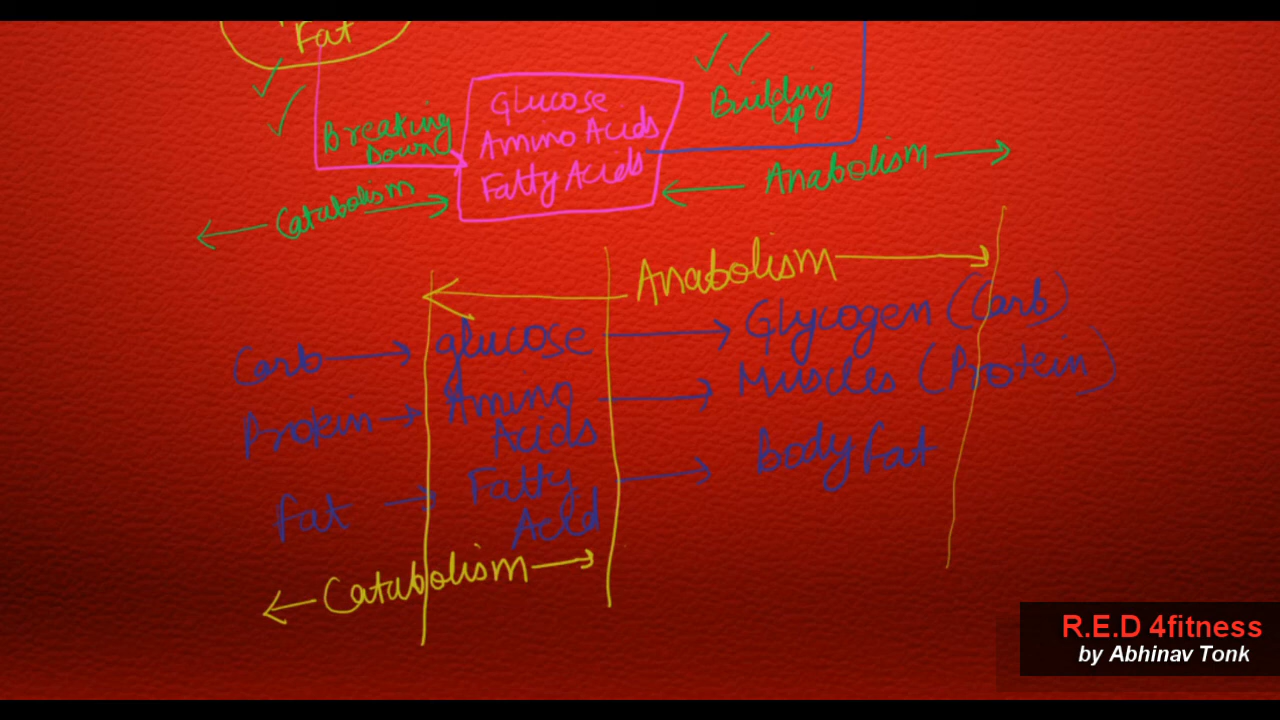 Fat
Breaking
Down
Glucose
Amino Acids
Fatty Acids
Building
Up
Catabolism
Anabolism
Anabolism
Carb glucose Glycogen (Carb)
Protein Amino Acids Muscles (Protein)
Fat Fatty Acid Body Fat
Catabolism
R.E.D 4fitness
by Abhinav Tonk